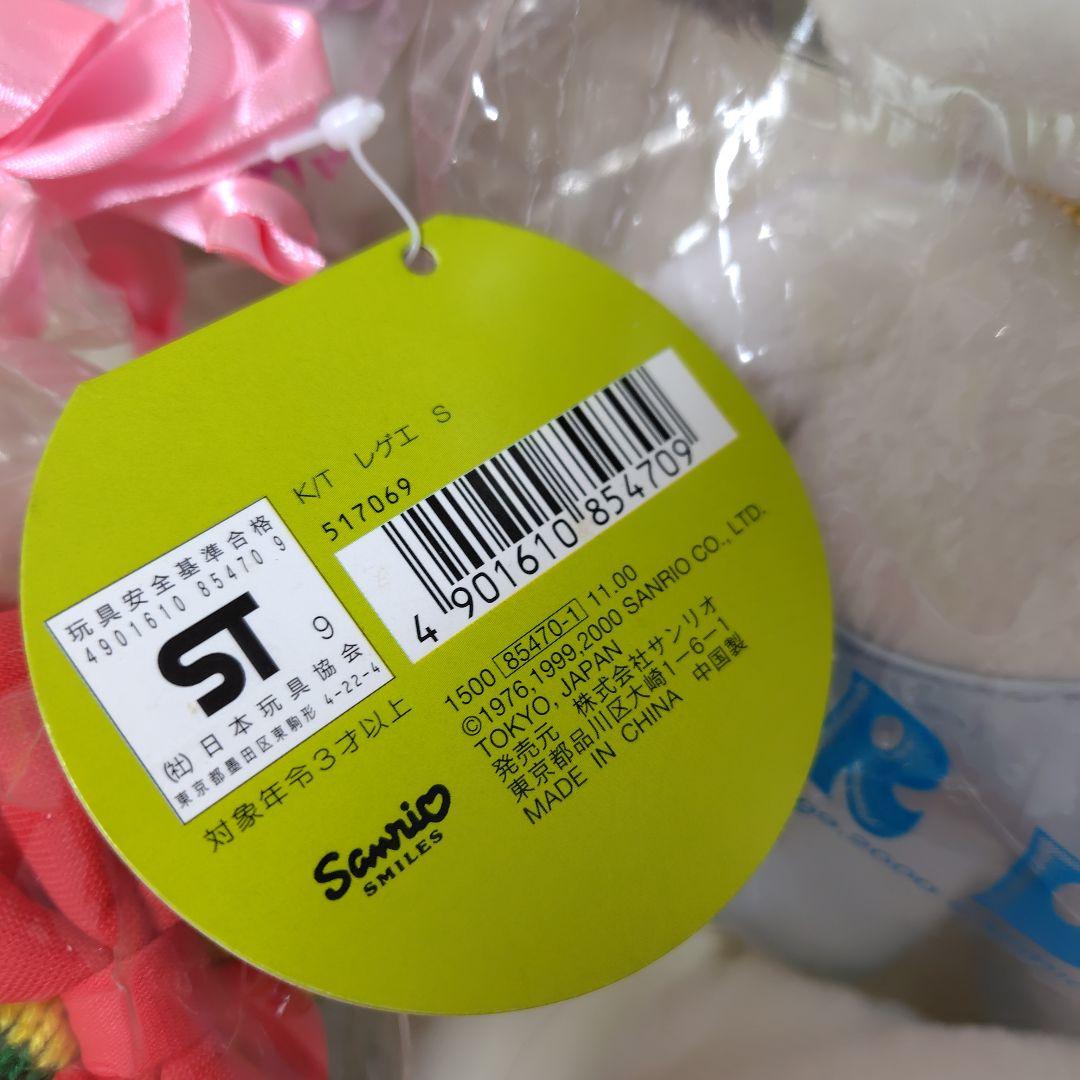 K/T レゲエ S
517069
4901610854709
玩具安全基準合格
4901610 85470 9
ST
9
(社)日本玩具協会
東京都墨田区東駒形 4-22-4
対象年令3才以上
1500 85470-1 11.00
©1976,1999,2000 SANRIO CO., LTD.
TOKYO, JAPAN
発売元 株式会社サンリオ
東京都品川区大崎1-6-1
MADE IN CHINA 中国製
Sanrio
SMILES
R
2000